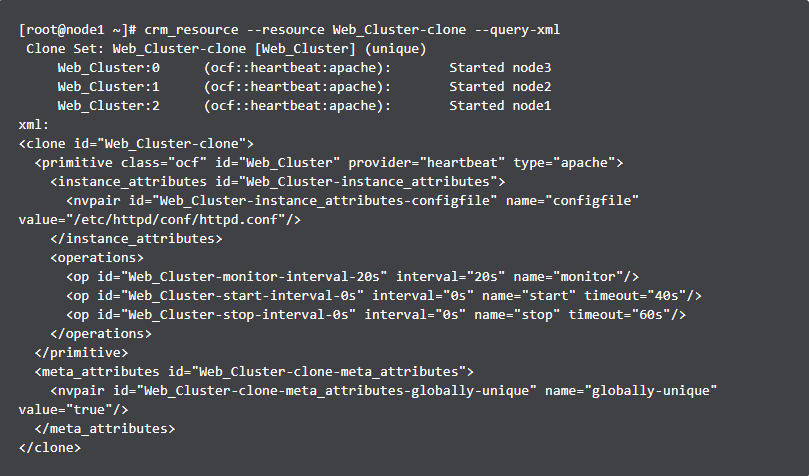 [root@node1 ~]# crm_resource --resource Web_Cluster-clone --query-xml
 Clone Set: Web_Cluster-clone [Web_Cluster] (unique)
     Web_Cluster:0      (ocf::heartbeat:apache):       Started node3
     Web_Cluster:1      (ocf::heartbeat:apache):       Started node2
     Web_Cluster:2      (ocf::heartbeat:apache):       Started node1
xml:
<clone id="Web_Cluster-clone">
  <primitive class="ocf" id="Web_Cluster" provider="heartbeat" type="apache">
    <instance_attributes id="Web_Cluster-instance_attributes">
      <nvpair id="Web_Cluster-instance_attributes-configfile" name="configfile"
value="/etc/httpd/conf/httpd.conf"/>
    </instance_attributes>
    <operations>
      <op id="Web_Cluster-monitor-interval-20s" interval="20s" name="monitor"/>
      <op id="Web_Cluster-start-interval-0s" interval="0s" name="start" timeout="40s"/>
      <op id="Web_Cluster-stop-interval-0s" interval="0s" name="stop" timeout="60s"/>
    </operations>
  </primitive>
  <meta_attributes id="Web_Cluster-clone-meta_attributes">
    <nvpair id="Web_Cluster-clone-meta_attributes-globally-unique" name="globally-unique"
value="true"/>
  </meta_attributes>
</clone>